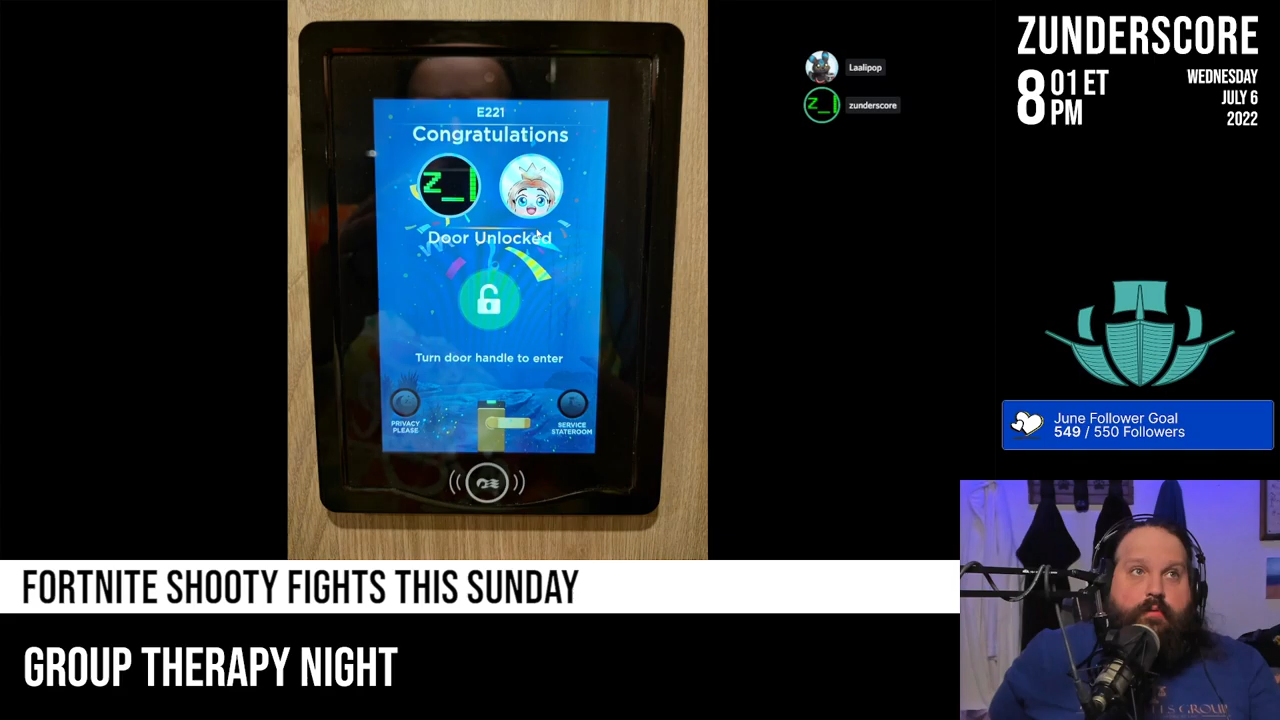 E221
Congratulations
z_
Door Unlocked
Turn door handle to enter
PRIVACY
PLEASE
SERVICE
STATEROOM
Laalipop
z_
zunderscore
ZUNDERSCORE
8 01 ET
PM
WEDNESDAY
JULY 6
2022
June Follower Goal
549 / 550 Followers
FORTNITE SHOOTY FIGHTS THIS SUNDAY
GROUP THERAPY NIGHT